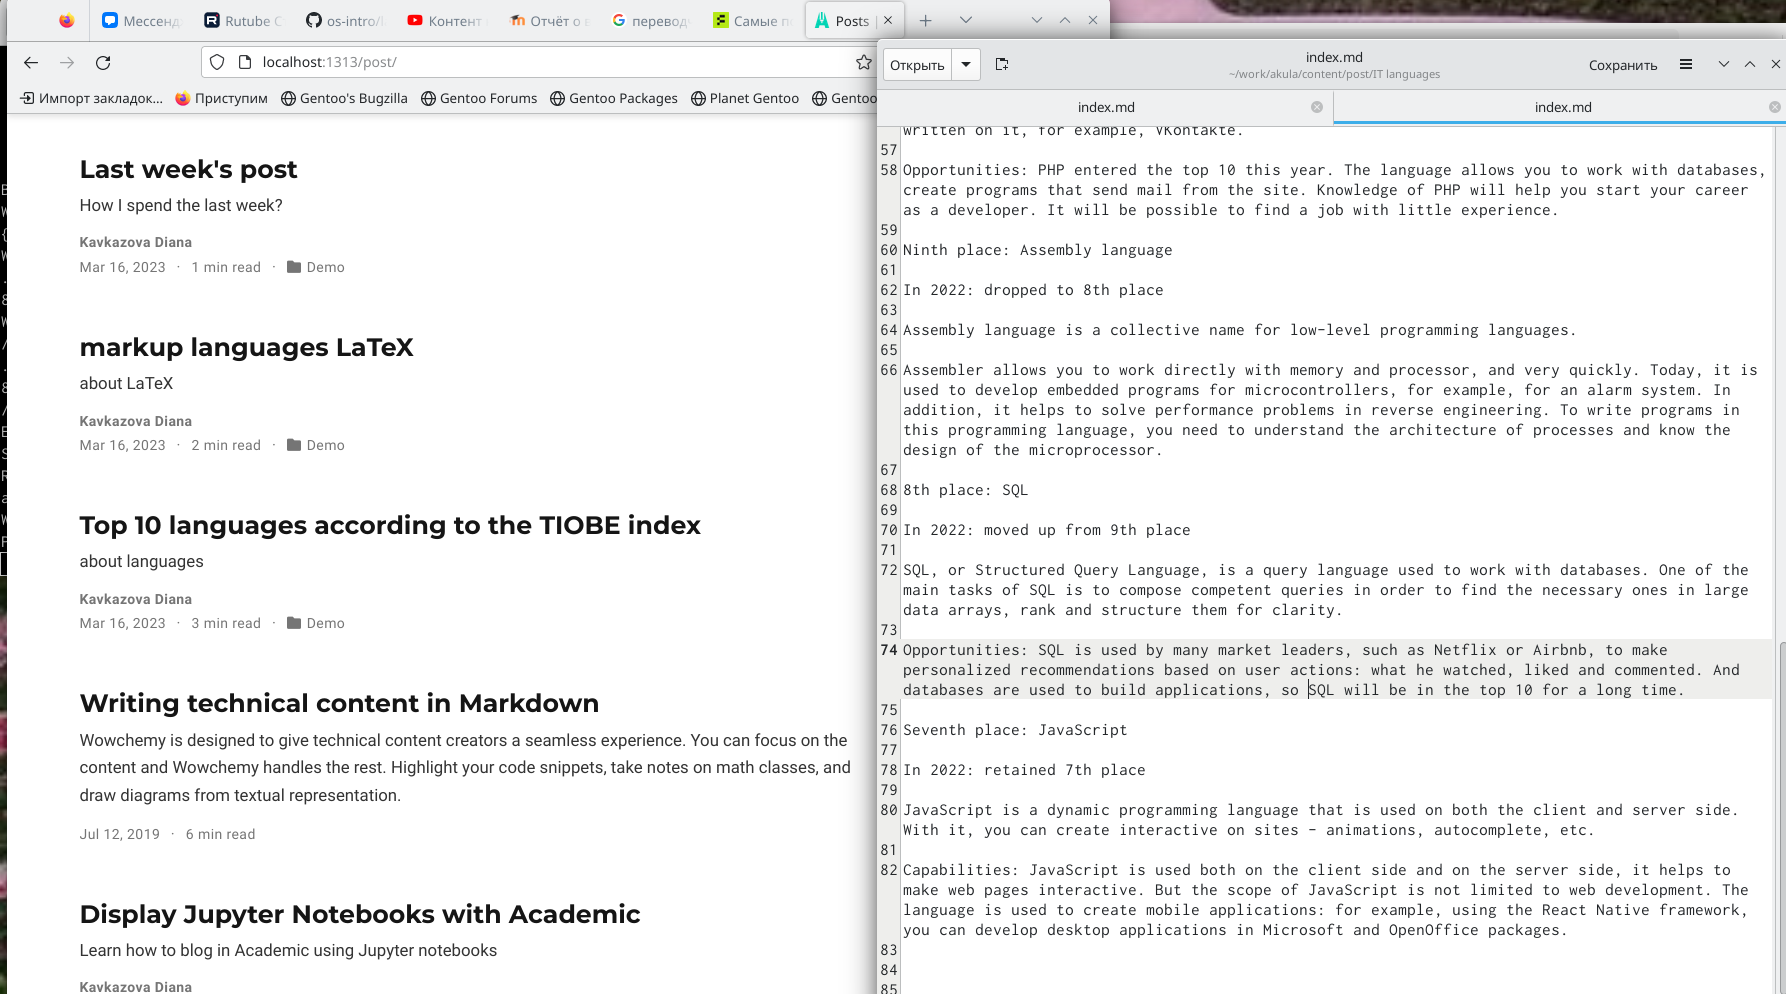 Мессенд
Rutube С
os-intro/l
Контент
Отчёт о в
переводч
Самые п
Posts |
localhost:1313/post/
Импорт закладок...
Приступим
Gentoo's Bugzilla
Gentoo Forums
Gentoo Packages
Planet Gentoo
Gentoo
Last week's post
How I spend the last week?
Kavkazova Diana
Mar 16, 2023 · 1 min read · Demo
markup languages LaTeX
about LaTeX
Kavkazova Diana
Mar 16, 2023 · 2 min read · Demo
Top 10 languages according to the TIOBE index
about languages
Kavkazova Diana
Mar 16, 2023 · 3 min read · Demo
Writing technical content in Markdown
Wowchemy is designed to give technical content creators a seamless experience. You can focus on the
content and Wowchemy handles the rest. Highlight your code snippets, take notes on math classes, and
draw diagrams from textual representation.
Jul 12, 2019 · 6 min read
Display Jupyter Notebooks with Academic
Learn how to blog in Academic using Jupyter notebooks
Kavkazova Diana
Открыть
index.md
~/work/akula/content/post/IT languages
Сохранить
index.md
index.md
written on it, for example, VKontakte.
57
58 Opportunities: PHP entered the top 10 this year. The language allows you to work with databases,
create programs that send mail from the site. Knowledge of PHP will help you start your career
as a developer. It will be possible to find a job with little experience.
59
60 Ninth place: Assembly language
61
62 In 2022: dropped to 8th place
63
64 Assembly language is a collective name for low-level programming languages.
65
66 Assembler allows you to work directly with memory and processor, and very quickly. Today, it is
used to develop embedded programs for microcontrollers, for example, for an alarm system. In
addition, it helps to solve performance problems in reverse engineering. To write programs in
this programming language, you need to understand the architecture of processes and know the
design of the microprocessor.
67
68 8th place: SQL
69
70 In 2022: moved up from 9th place
71
72 SQL, or Structured Query Language, is a query language used to work with databases. One of the
main tasks of SQL is to compose competent queries in order to find the necessary ones in large
data arrays, rank and structure them for clarity.
73
74 Opportunities: SQL is used by many market leaders, such as Netflix or Airbnb, to make
personalized recommendations based on user actions: what he watched, liked and commented. And
databases are used to build applications, so SQL will be in the top 10 for a long time.
75
76 Seventh place: JavaScript
77
78 In 2022: retained 7th place
79
80 JavaScript is a dynamic programming language that is used on both the client and server side.
With it, you can create interactive on sites – animations, autocomplete, etc.
81
82 Capabilities: JavaScript is used both on the client side and on the server side, it helps to
make web pages interactive. But the scope of JavaScript is not limited to web development. The
language is used to create mobile applications: for example, using the React Native framework,
you can develop desktop applications in Microsoft and OpenOffice packages.
83
84
85